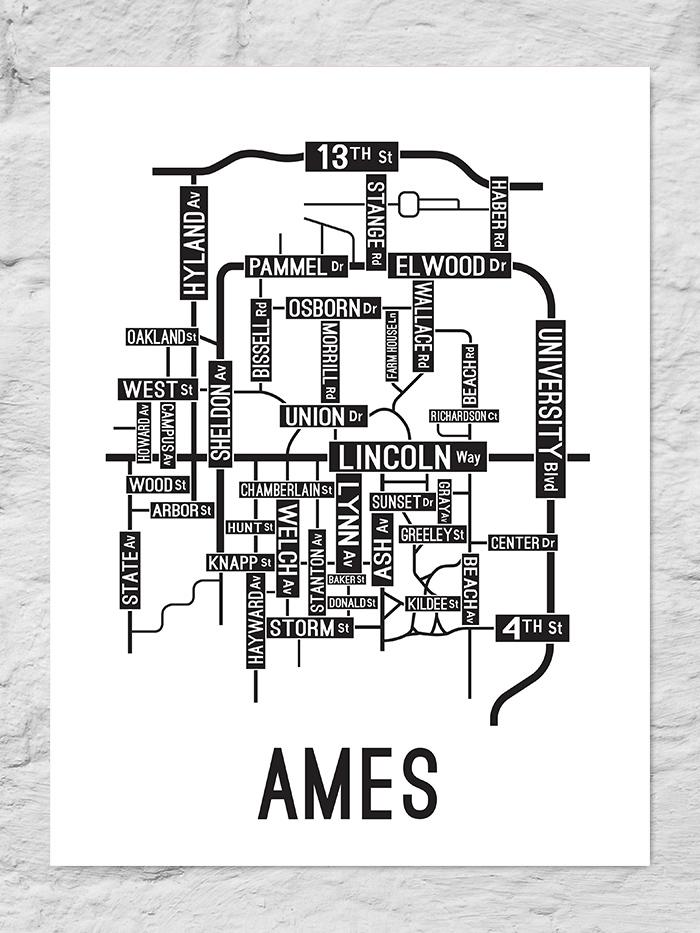 13TH St
HYLAND Av
STANGE Rd
HABER Rd
PAMMEL Dr
ELWOOD Dr
BISSELL Rd
OSBORN Dr
MORRILL Rd
FARM HOUSE Ln
WALLACE Rd
OAKLAND St
BEACH Rd
UNIVERSITY Blvd
SHELDON Av
WEST St
HOWARD Av
CAMPUS Av
UNION Dr
RICHARDSON Ct
LINCOLN Way
WOOD St
CHAMBERLAIN St
LYNN Av
GRAY Av
SUNSET Dr
ARBOR St
WELCH Av
HUNT St
ASH Av
GREELEY St
CENTER Dr
STATE Av
STANTON Av
KNAPP St
BEACH Av
HAYWARD Av
BAKER St
DONALD St
KILDEE St
STORM St
4TH St
AMES